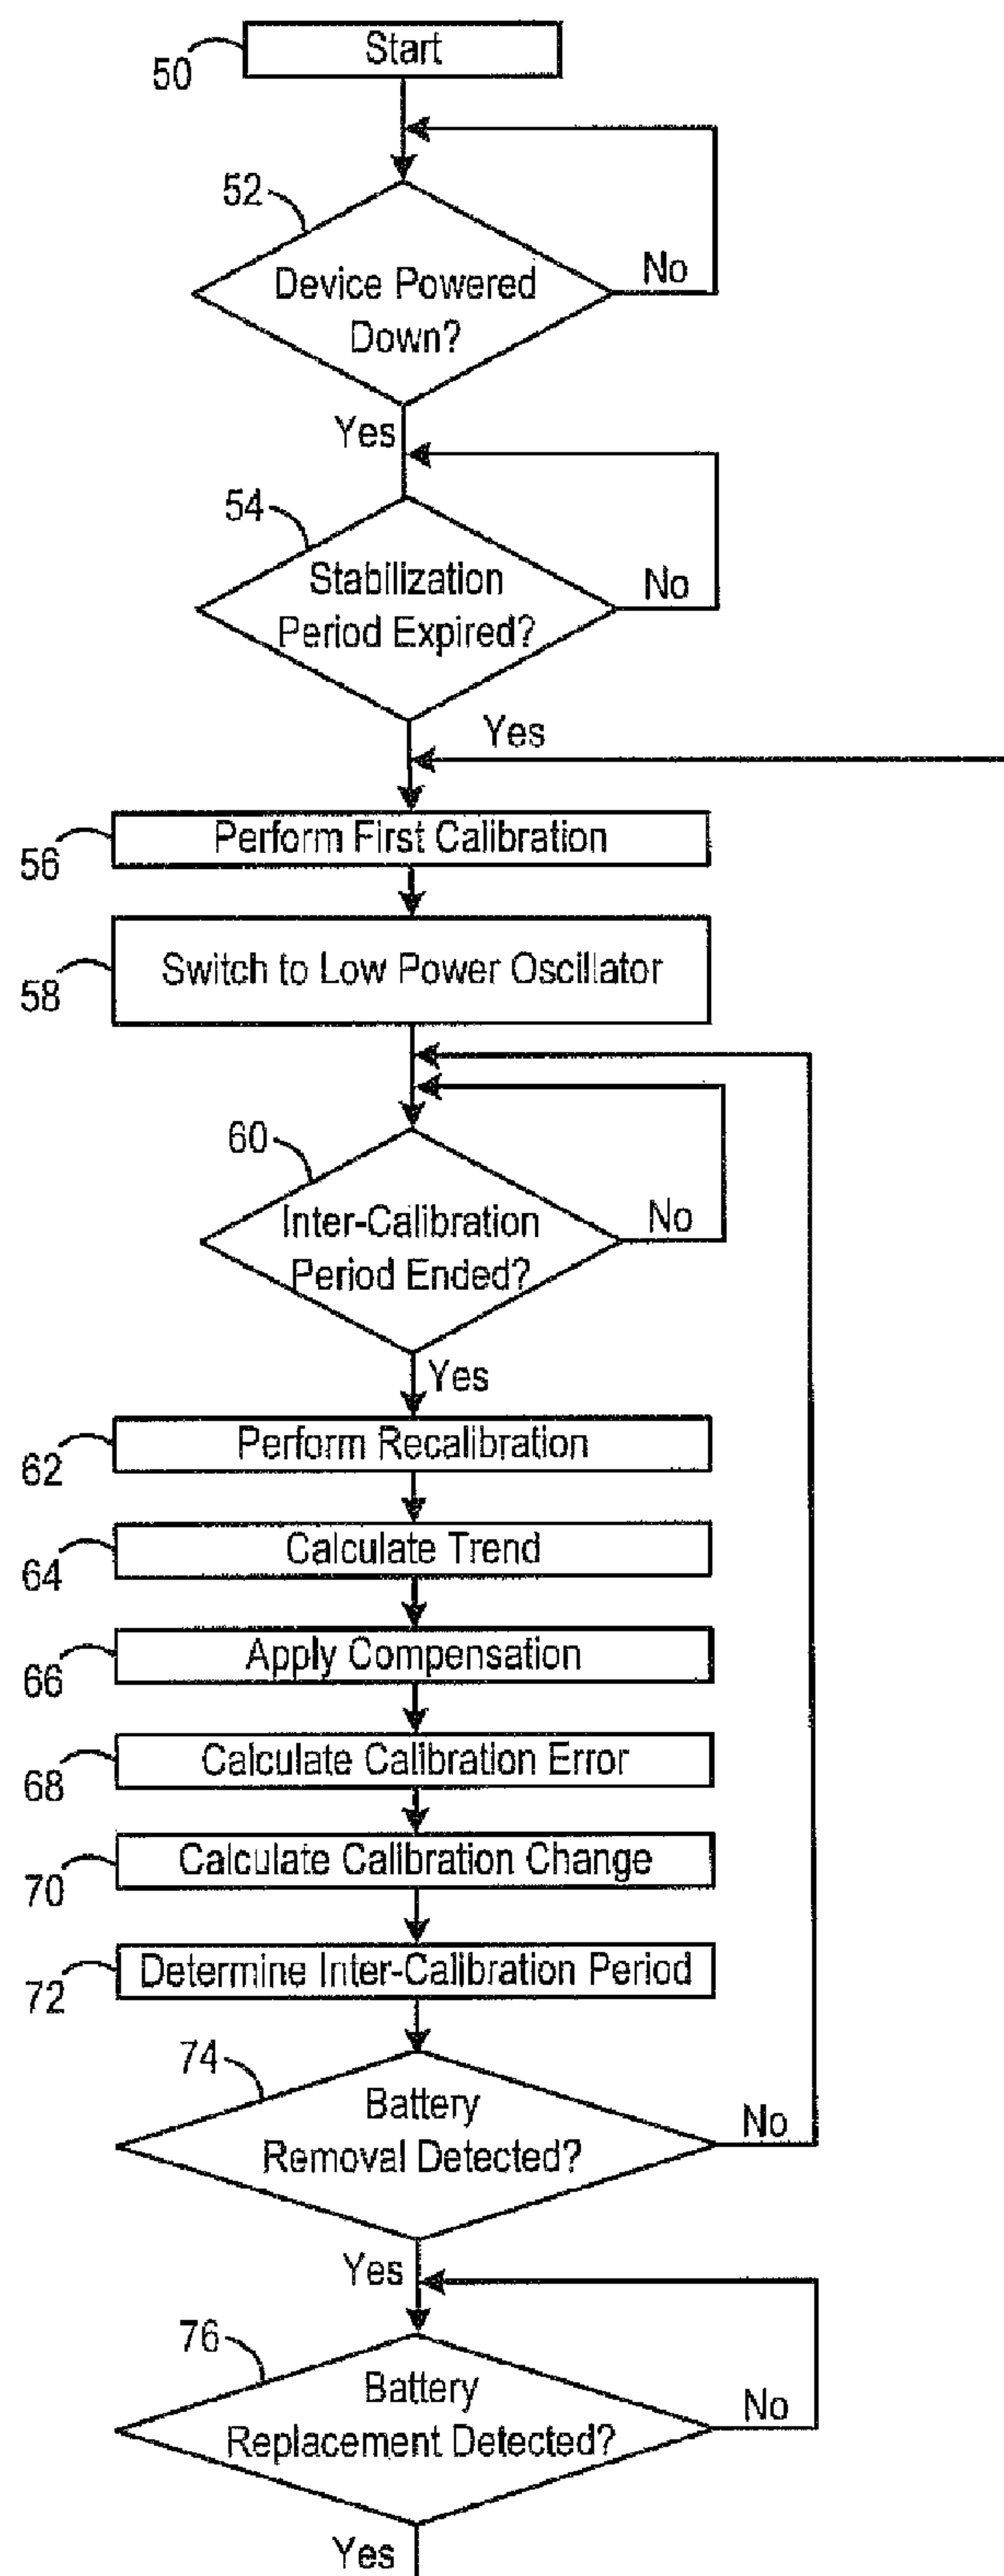 Start
50
52
Device Powered
Down?
No
Yes
54
Stabilization
Period Expired?
No
Yes
Perform First Calibration
56
Switch to Low Power Oscillator
58
60
Inter-Calibration
Period Ended?
No
Yes
Perform Recalibration
62
Calculate Trend
64
Apply Compensation
66
Calculate Calibration Error
68
Calculate Calibration Change
70
Determine Inter-Calibration Period
72
74
Battery
Removal Detected?
No
Yes
76
Battery
Replacement Detected?
No
Yes